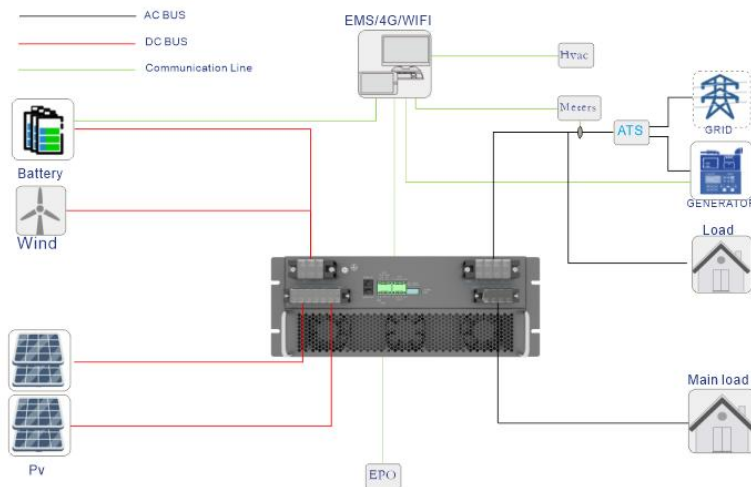 AC BUS
DC BUS
Communication Line
EMS/4G/WIFI
Hvac
Meters
ATS
GRID
GENERATOR
Battery
Wind
Load
Main load
Pv
EPO